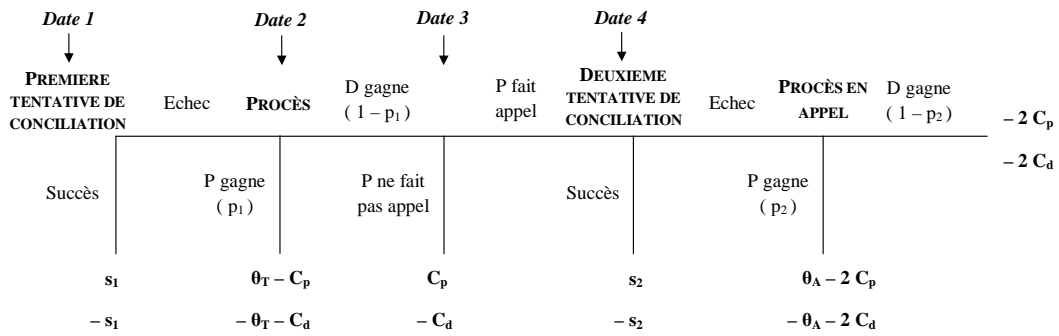 Date 1 Date 2 Date 3 Date 4
PREMIERE
TENTATIVE DE
CONCILIATION
Echec
PROCÈS
D gagne
( 1 – p1)
P fait
appel
DEUXIEME
TENTATIVE DE
CONCILIATION
Echec
PROCÈS EN
APPEL
D gagne
( 1 – p2)
– 2 Cp
– 2 Cd
Succès
P gagne
( p1)
P ne fait
pas appel
Succès
P gagne
( p2)
s1 θT – Cp Cp s2 θA – 2 Cp
– s1 – θT – Cd – Cd – s2 – θA – 2 Cd